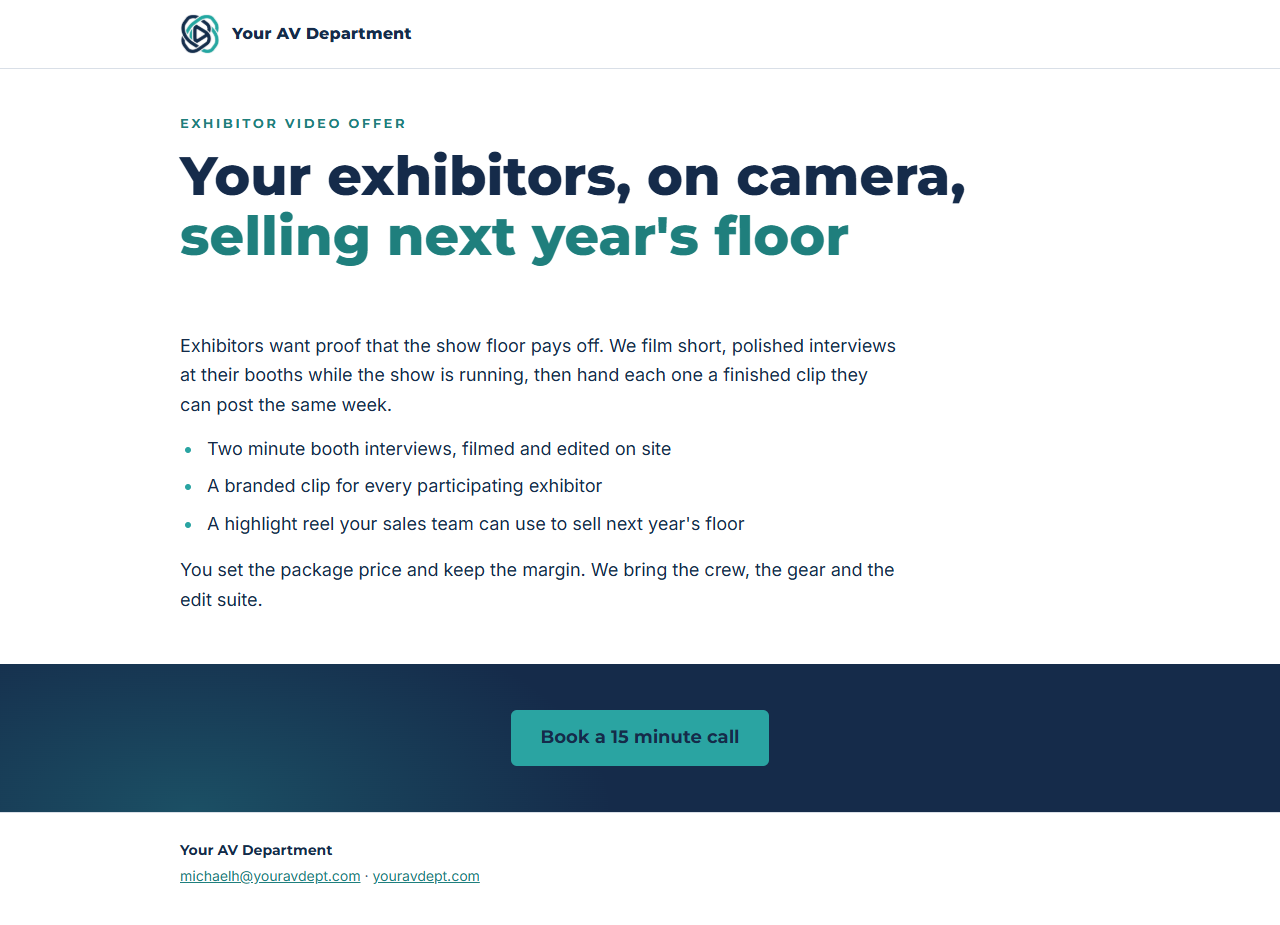 Your AV Department
EXHIBITOR VIDEO OFFER
Your exhibitors, on camera,
selling next year's floor
Exhibitors want proof that the show floor pays off. We film short, polished interviews
at their booths while the show is running, then hand each one a finished clip they
can post the same week.
• Two minute booth interviews, filmed and edited on site
• A branded clip for every participating exhibitor
• A highlight reel your sales team can use to sell next year's floor
You set the package price and keep the margin. We bring the crew, the gear and the
edit suite.
Book a 15 minute call
Your AV Department
michaelh@youravdept.com · youravdept.com